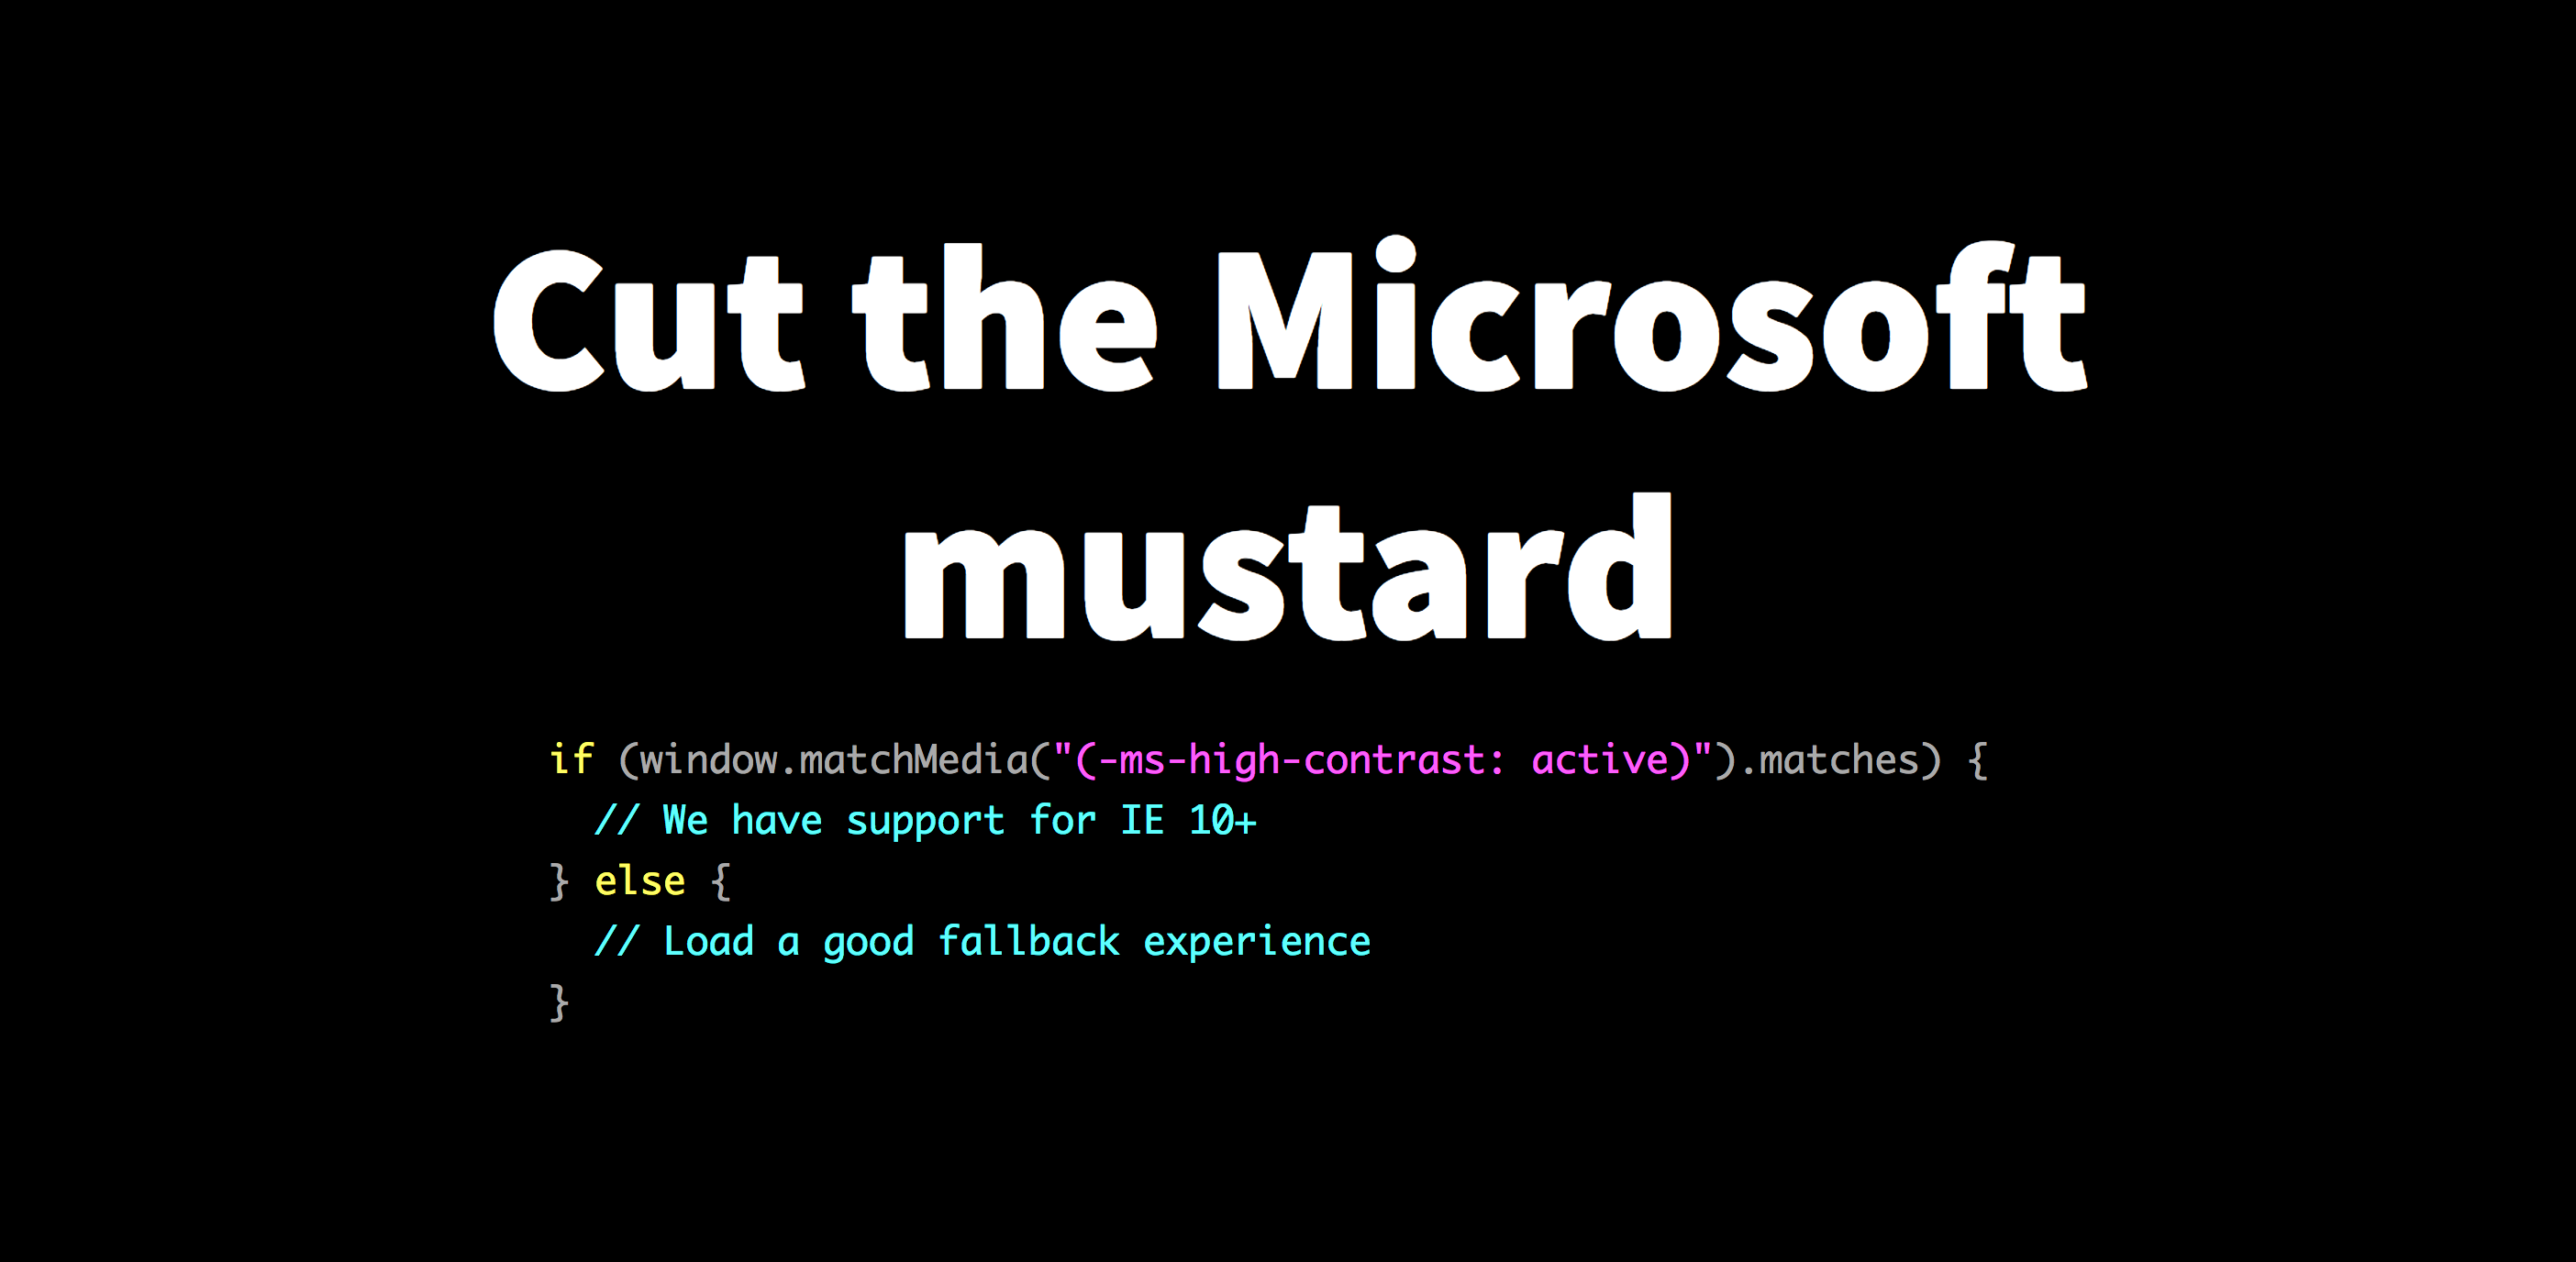 Cut the Microsoft
mustard
if (window.matchMedia("(-ms-high-contrast: active)").matches) {
  // We have support for IE 10+
} else {
  // Load a good fallback experience
}